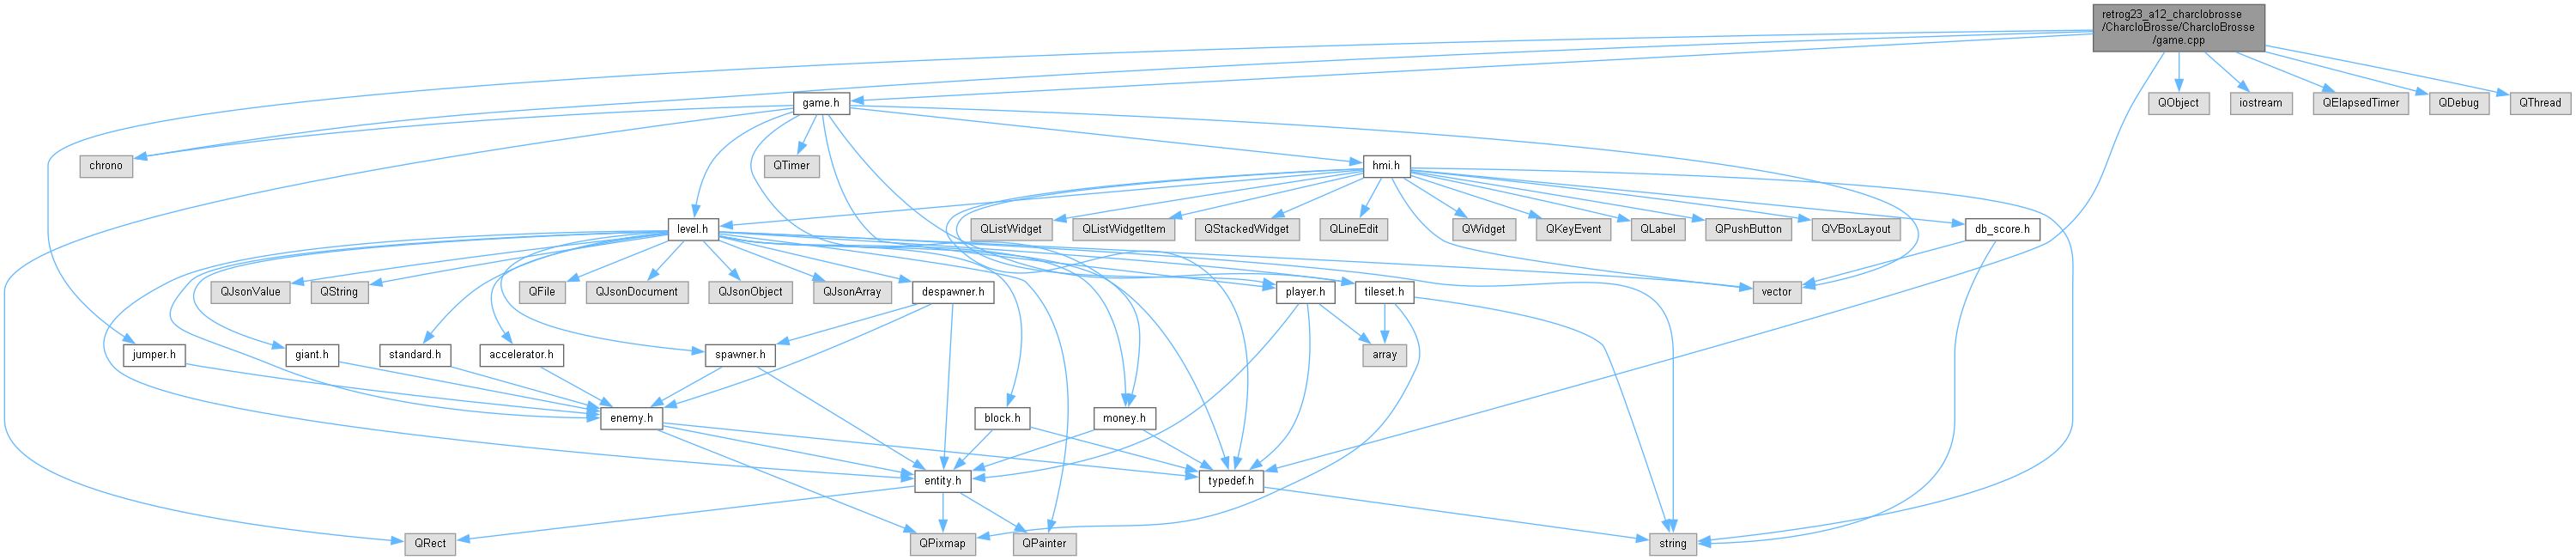 retrog23_a12_charclobrosse
/CharcloBrosse/CharcloBrosse
/game.cpp
game.h
QObject
iostream
QElapsedTimer
QDebug
QThread
chrono
QTimer
hmi.h
level.h
QListWidget
QListWidgetItem
QStackedWidget
QLineEdit
QWidget
QKeyEvent
QLabel
QPushButton
QVBoxLayout
db_score.h
QJsonValue
QString
QFile
QJsonDocument
QJsonObject
QJsonArray
despawner.h
player.h
tileset.h
vector
jumper.h
giant.h
standard.h
accelerator.h
spawner.h
array
enemy.h
block.h
money.h
entity.h
typedef.h
QRect
QPixmap
QPainter
string